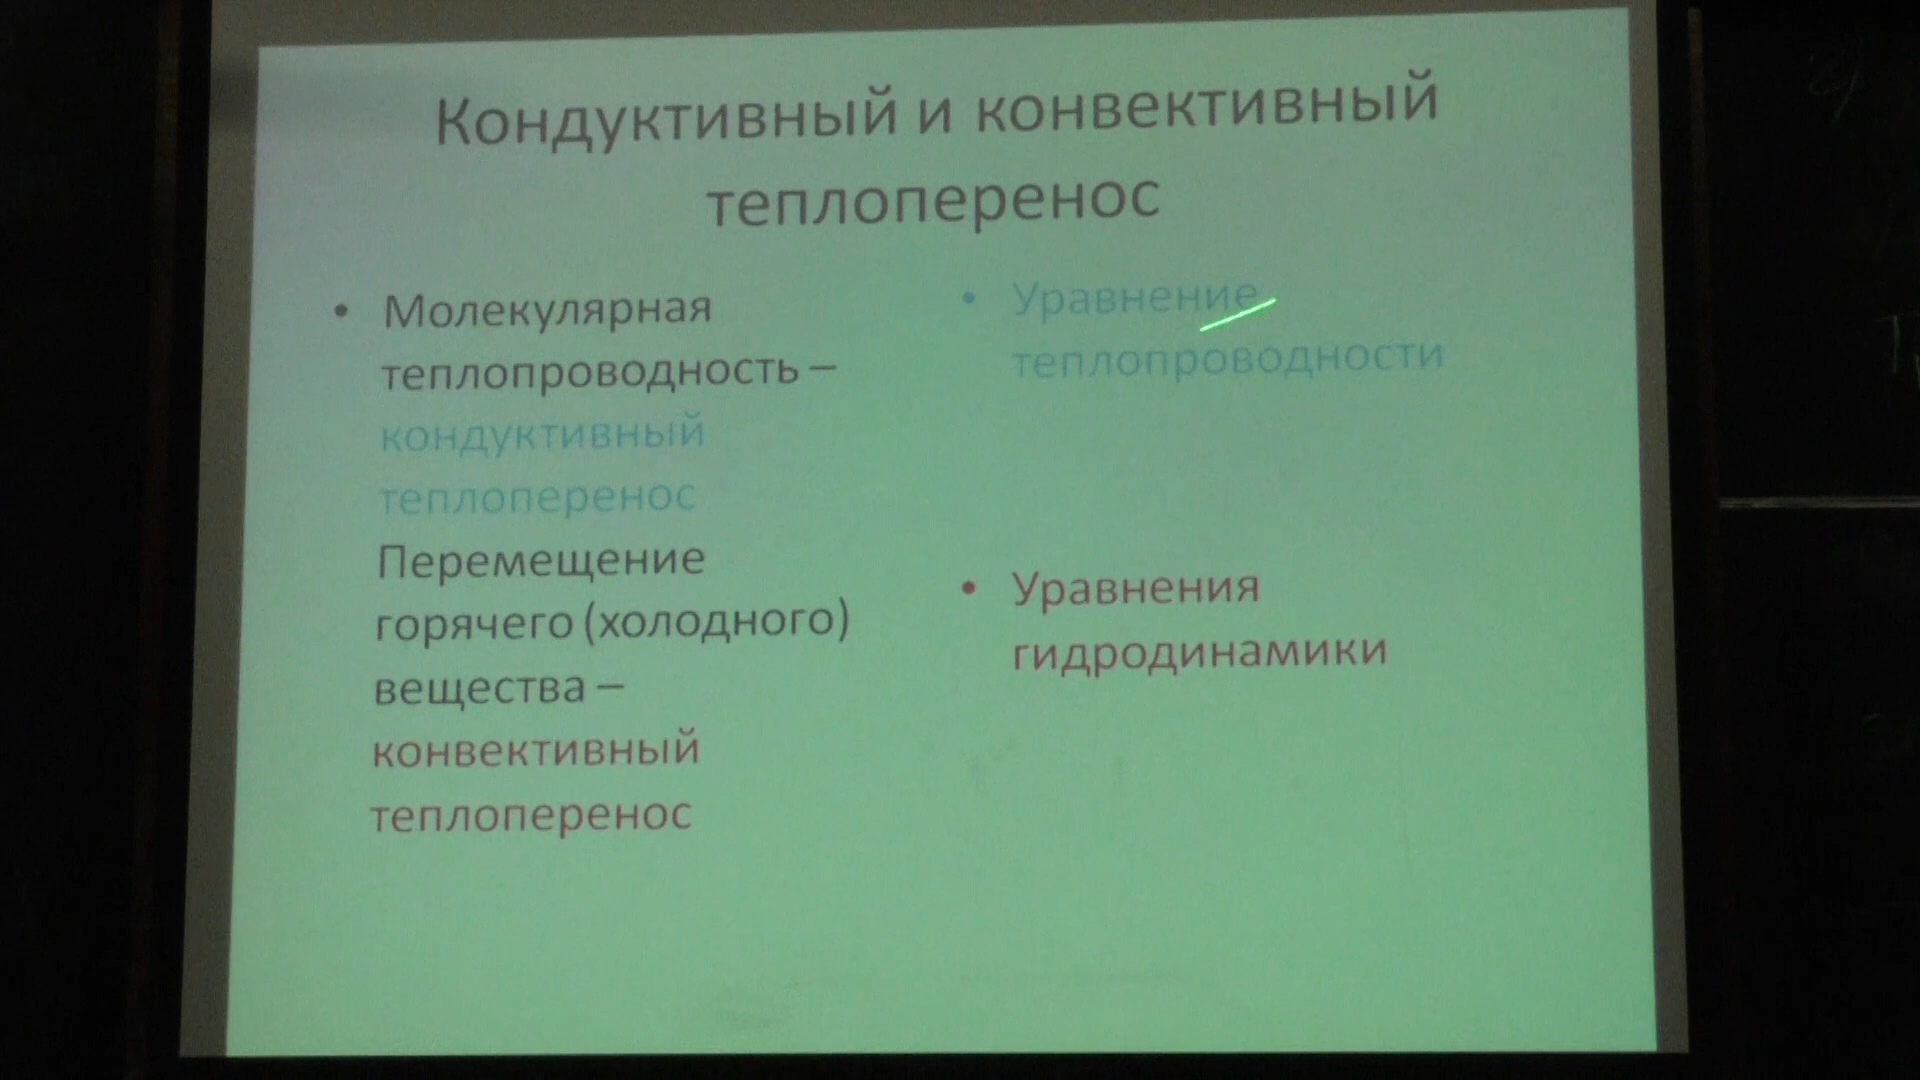 Кондуктивный и конвективный
теплоперенос
• Молекулярная
теплопроводность –
кондуктивный
теплоперенос
Перемещение
горячего (холодного)
вещества –
конвективный
теплоперенос
• Уравнение
теплопроводности
• Уравнения
гидродинамики